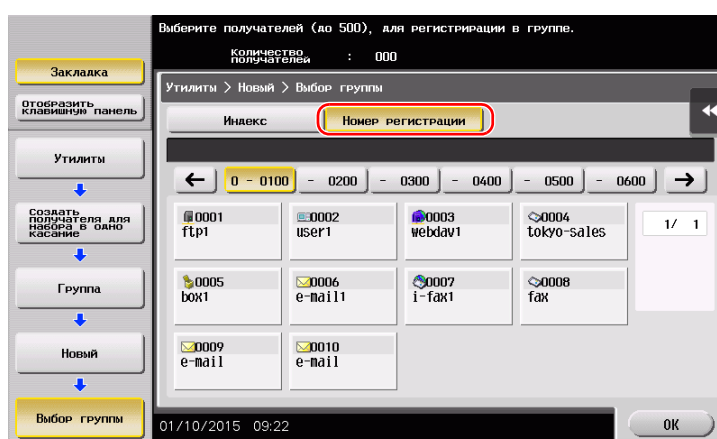 Выберите получателей (до 500), для регистрирации в группе.
Количество
получателей : 000
Закладка
Отобразить
клавишную панель
Утилиты
Создать
получателя для
набора в одно
касание
Группа
Новый
Выбор группы
Утилиты > Новый > Выбор группы
Индекс
Номер регистрации
← 0 - 0100 - 0200 - 0300 - 0400 - 0500 - 0600 →
0001
ftp1
0002
user1
0003
webdav1
0004
tokyo-sales
1/ 1
0005
box1
0006
e-mail1
0007
i-fax1
0008
fax
0009
e-mail
0010
e-mail
01/10/2015 09:22
OK